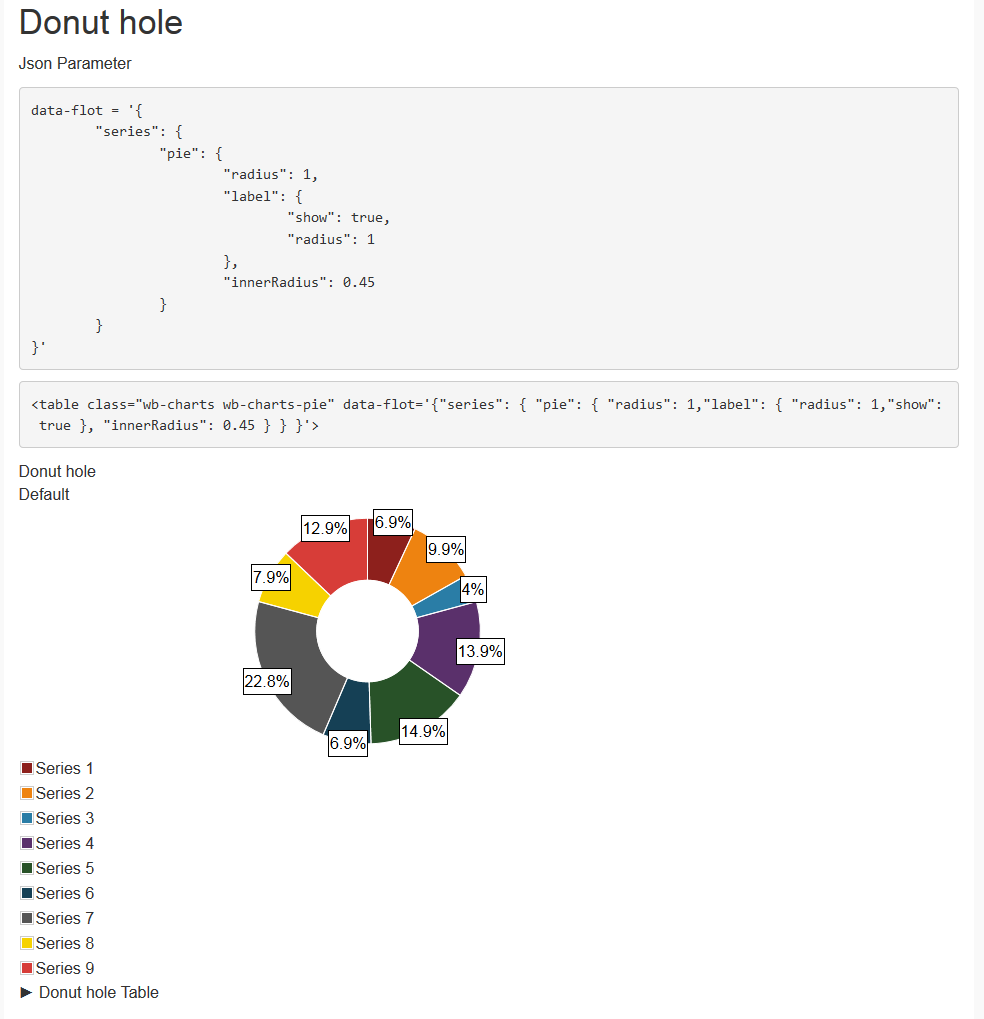 Donut hole
Json Parameter
data-flot = '{
"series": {
"pie": {
"radius": 1,
"label": {
"show": true,
"radius": 1
},
"innerRadius": 0.45
}
}
}'
<table class="wb-charts wb-charts-pie" data-flot='{"series": { "pie": { "radius": 1,"label": { "radius": 1,"show":
true }, "innerRadius": 0.45 } } }'>
Donut hole
Default
12.9%
6.9%
9.9%
7.9%
4%
13.9%
22.8%
14.9%
6.9%
Series 1
Series 2
Series 3
Series 4
Series 5
Series 6
Series 7
Series 8
Series 9
► Donut hole Table